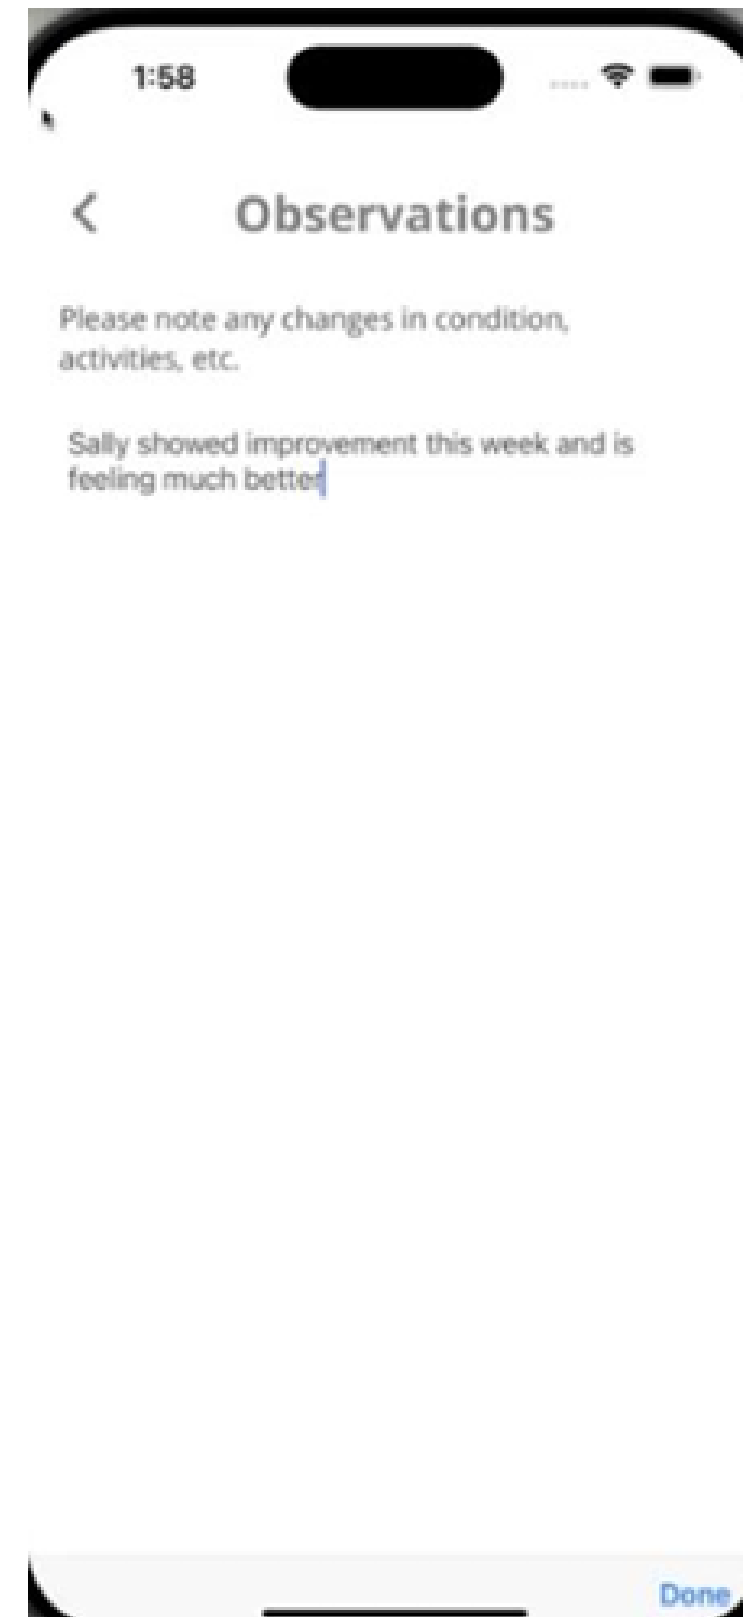 1:58
Observations
Please note any changes in condition,
activities, etc.
Sally showed improvement this week and is
feeling much better
Done